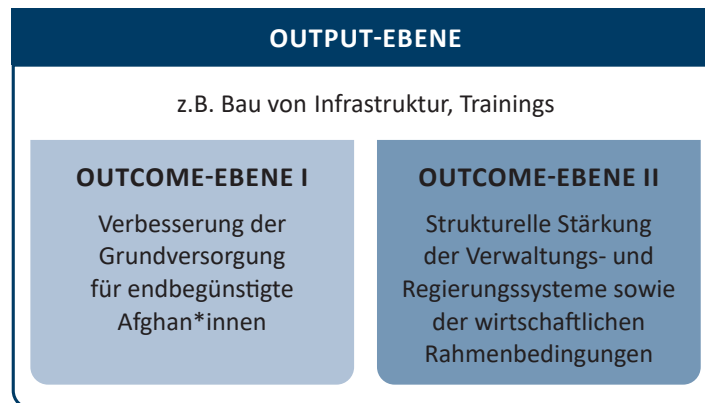 OUTPUT-EBENE
z.B. Bau von Infrastruktur, Trainings
OUTCOME-EBENE I
Verbesserung der
Grundversorgung
für endbegünstigte
Afghan*innen
OUTCOME-EBENE II
Strukturelle Stärkung
der Verwaltungs- und
Regierungssysteme sowie
der wirtschaftlichen
Rahmenbedingungen